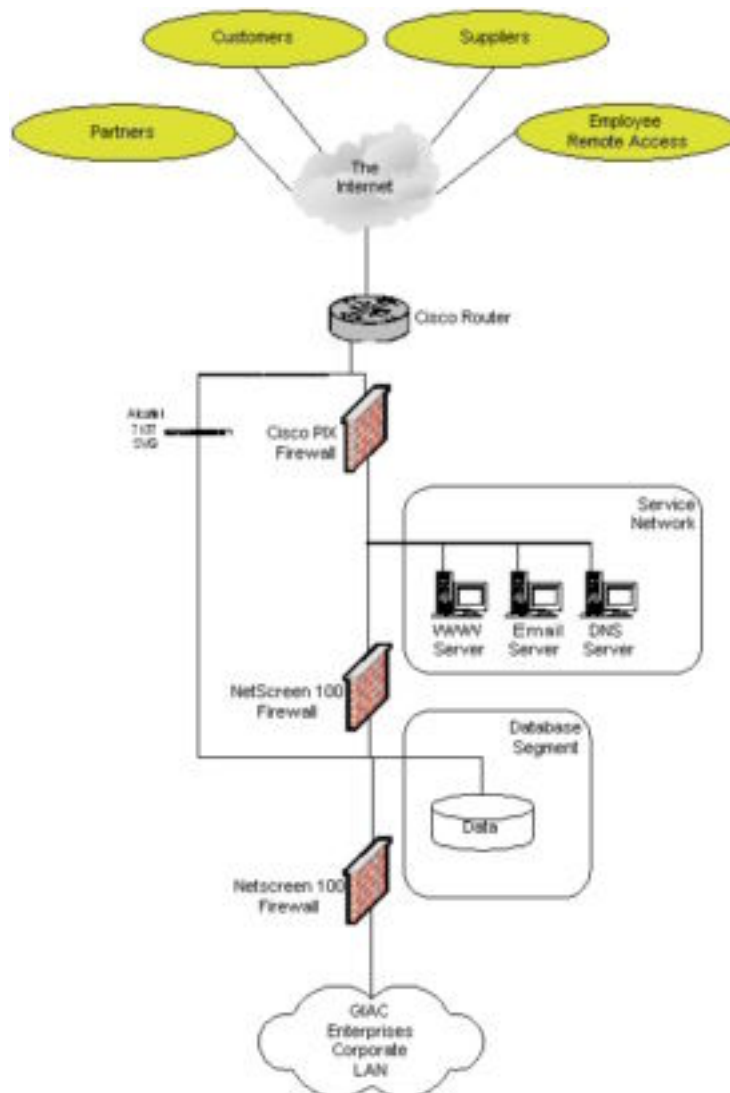 Customers
Suppliers
Partners
Employee
Remote Access
The
Internet
Cisco Router
Cisco PIX
Firewall
Service
Network
WWW
Server
Email
Server
DNS
Server
NetScreen 100
Firewall
Database
Segment
Data
Netscreen 100
Firewall
GIAC
Enterprises
Corporate
LAN